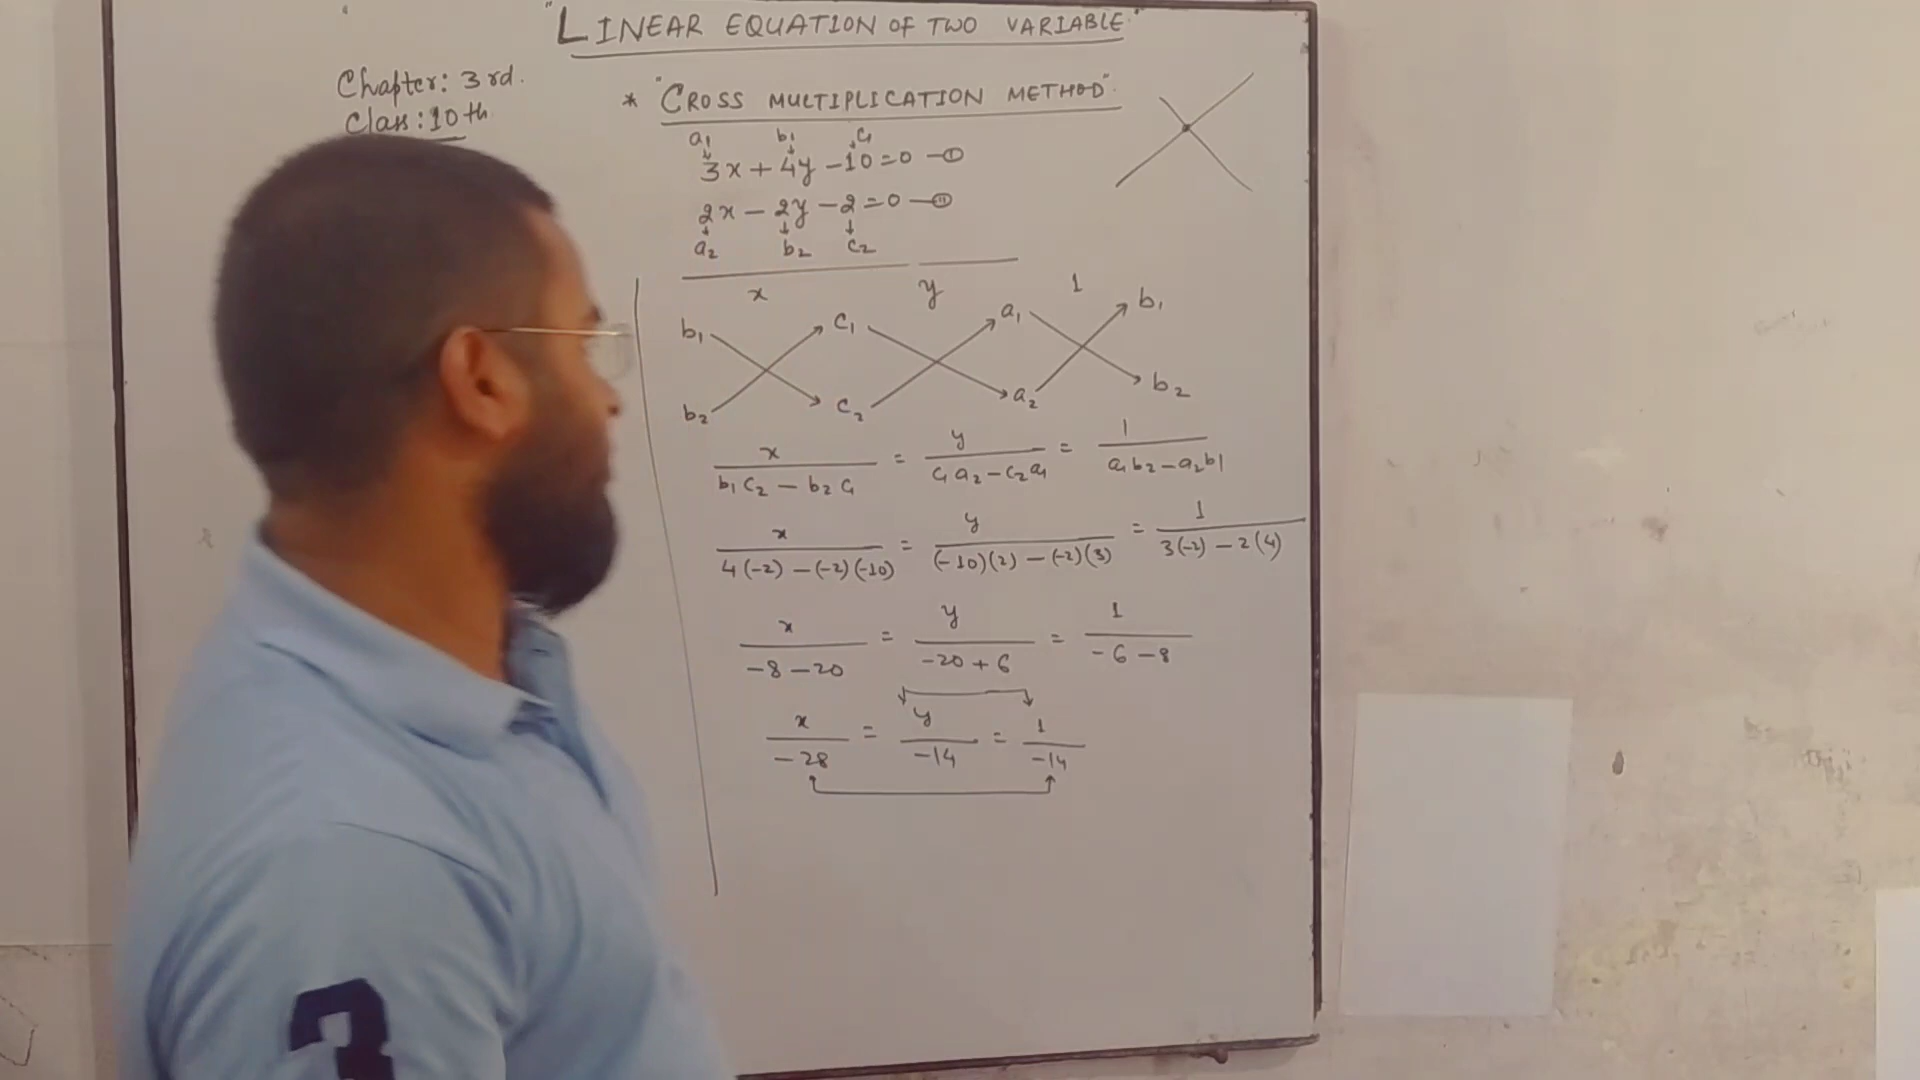 "LINEAR EQUATION OF TWO VARIABLE"
Chapter: 3rd.
Class: 10th
* "CROSS MULTIPLICATION METHOD"
a₁ b₁ c₁
3x + 4y - 10 = 0 - ①
2x - 2y - 2 = 0 - ②
a₂ b₂ c₂
x y 1
b₁ c₁ a₁ b₁
b₂ c₂ a₂ b₂
x/(b₁c₂ - b₂c₁) = y/(c₁a₂ - c₂a₁) = 1/(a₁b₂ - a₂b₁)
x/(4(-2) - (-2)(-10)) = y/((-10)(2) - (-2)(3)) = 1/(3(-2) - 2(4))
x/(-8 - 20) = y/(-20 + 6) = 1/(-6 - 8)
x/-28 = y/-14 = 1/-14